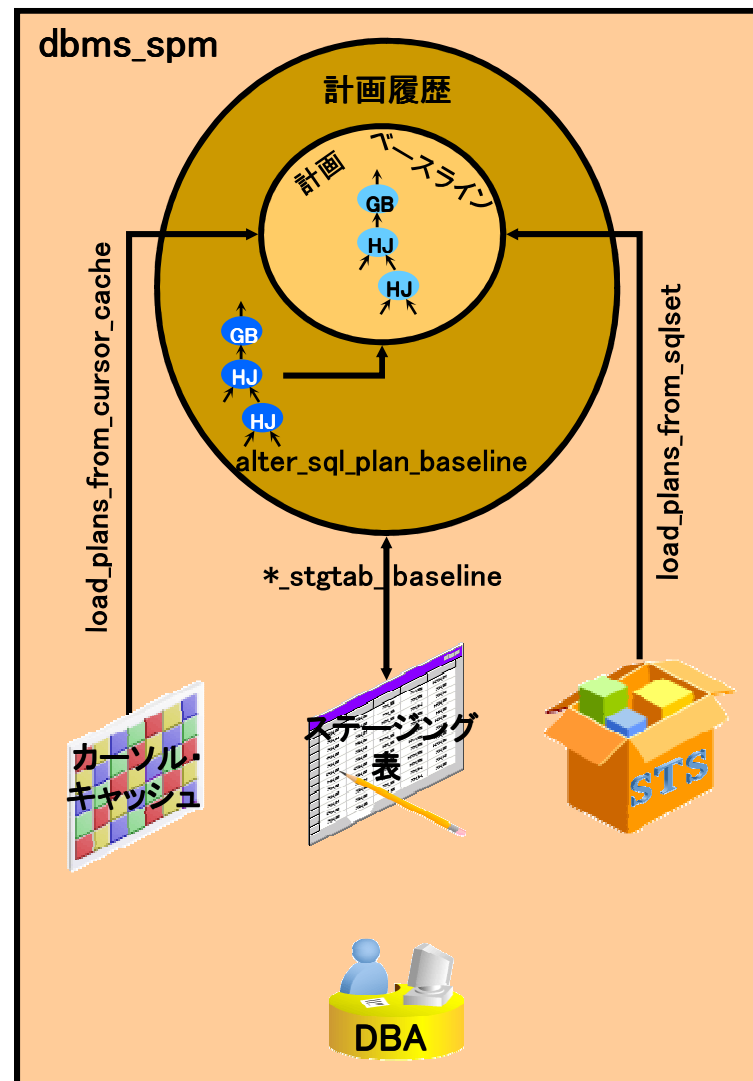 dbms_spm
計画履歴
計画 ベースライン
GB
HJ
HJ
GB
HJ
HJ
alter_sql_plan_baseline
load_plans_from_cursor_cache
load_plans_from_sqlset
*_stgtab_baseline
カーソル・
キャッシュ
ステージング
表
STS
DBA